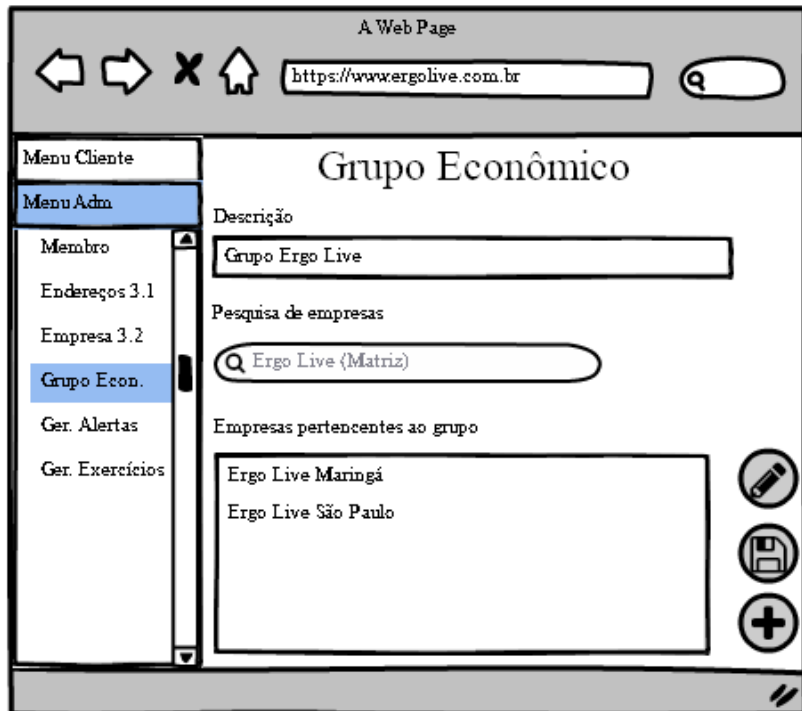 A Web Page
https://www.ergolive.com.br
Menu Cliente
Menu Adm
Membro
Endereços 3.1
Empresa 3.2
Grupo Econ.
Ger. Alertas
Ger. Exercícios
Grupo Econômico
Descrição
Grupo Ergo Live
Pesquisa de empresas
Ergo Live (Matriz)
Empresas pertencentes ao grupo
Ergo Live Maringá
Ergo Live São Paulo